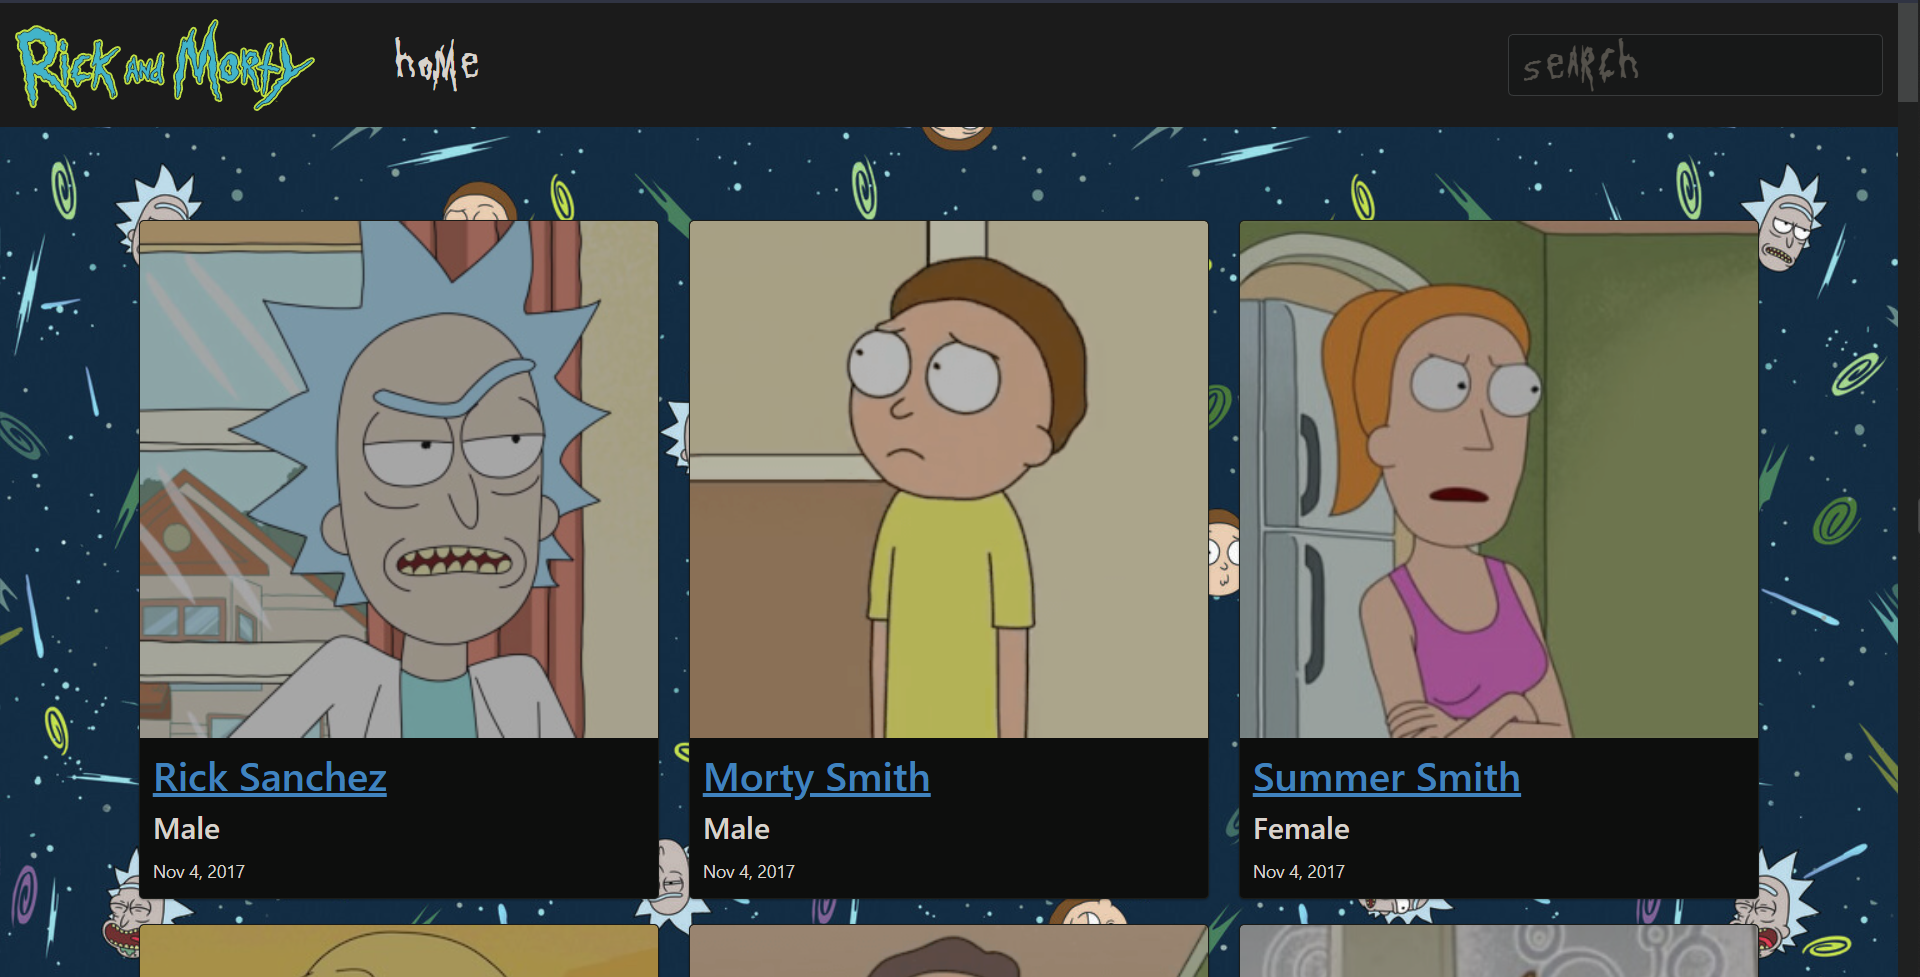 Rick and Morty
hoMe
seARch
Rick Sanchez
Male
Nov 4, 2017
Morty Smith
Male
Nov 4, 2017
Summer Smith
Female
Nov 4, 2017